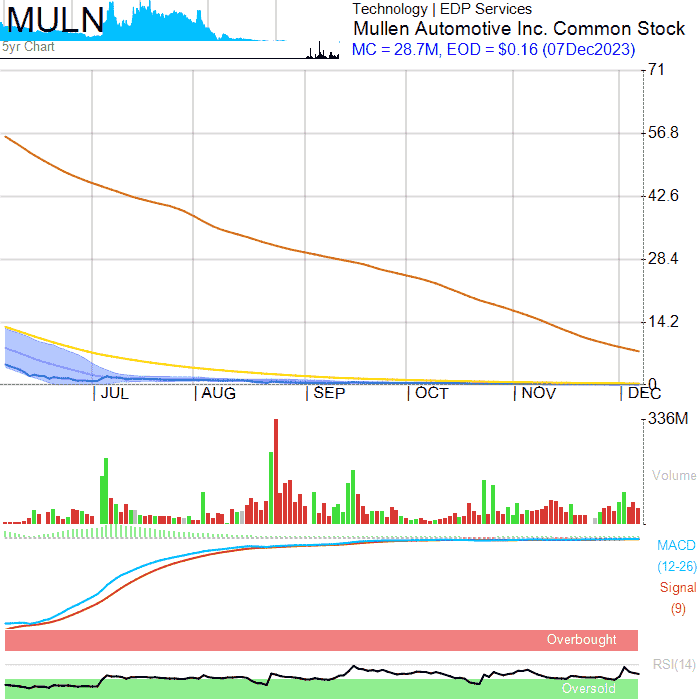 MULN
5yr Chart
Technology | EDP Services
Mullen Automotive Inc. Common Stock
MC = 28.7M, EOD = $0.16 (07Dec2023)
71
56.8
42.6
28.4
14.2
0
|JUL |AUG |SEP |OCT |NOV |DEC
336M
Volume
MACD
(12-26)
Signal
(9)
Overbought
RSI(14)
Oversold